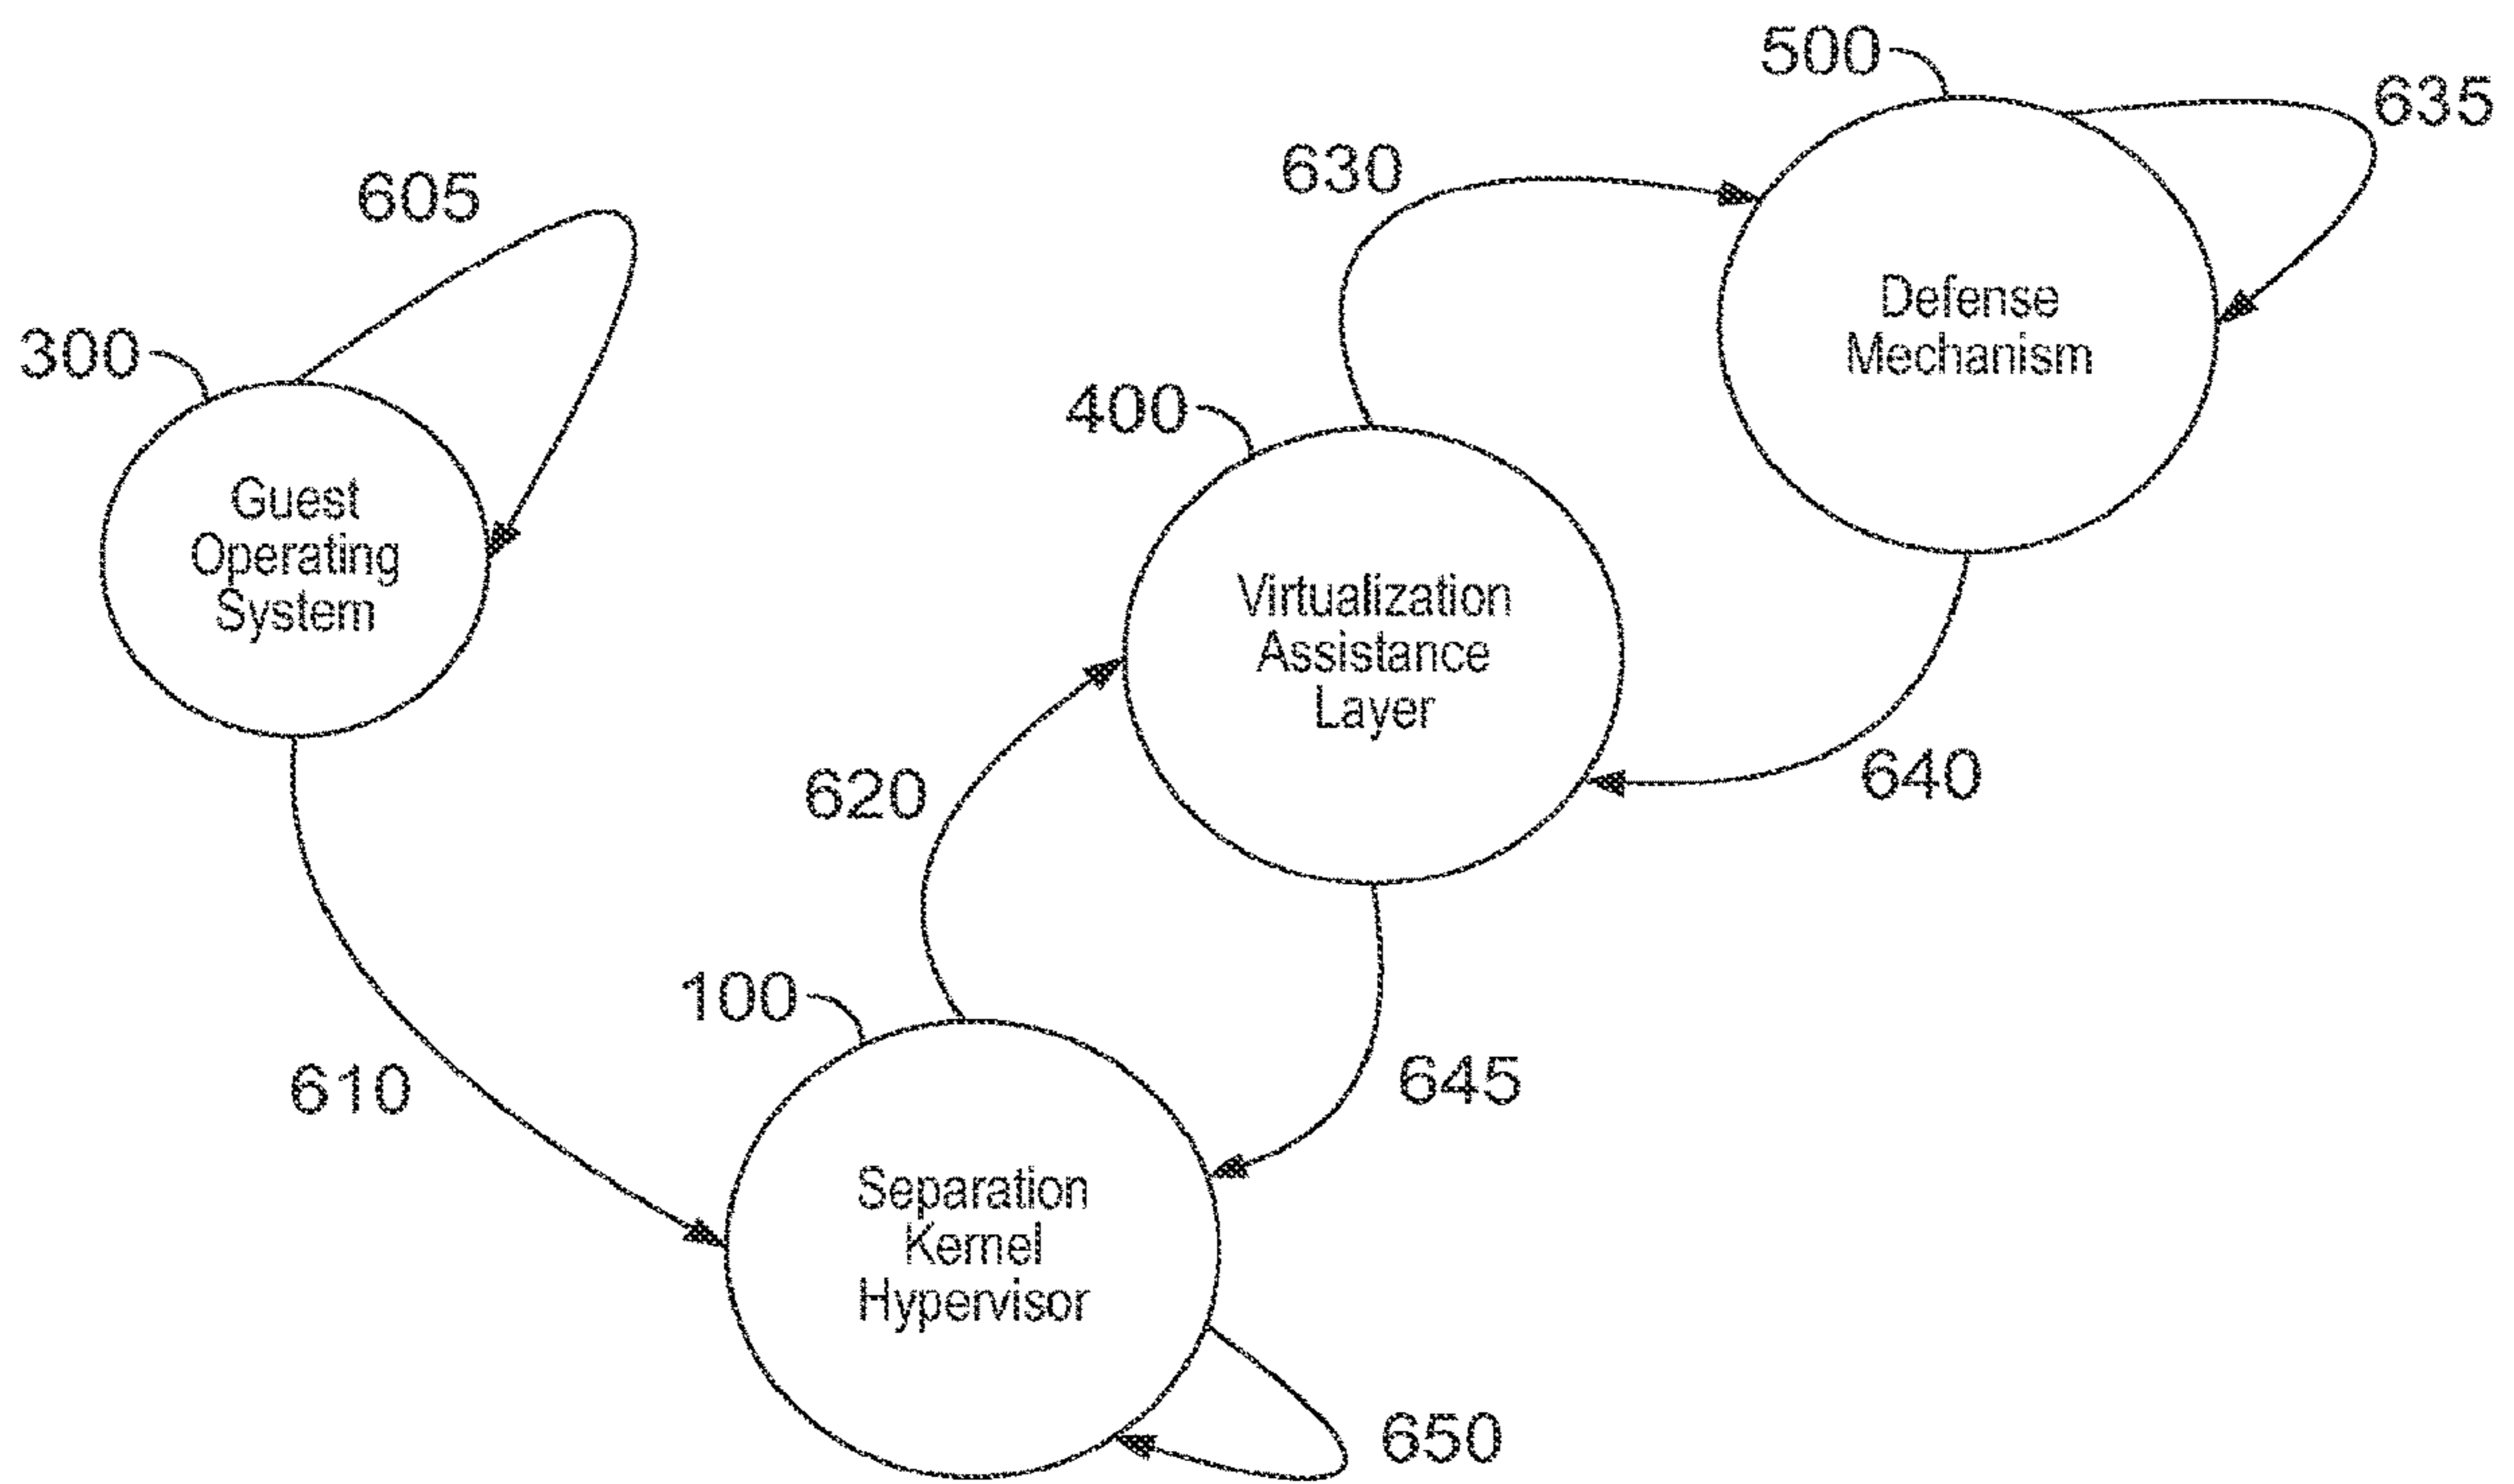 500
635
630
605
300
Defense
Mechanism
400
Guest
Operating
System
Virtualization
Assistance
Layer
620
640
100
610
645
Separation
Kernel
Hypervisor
650